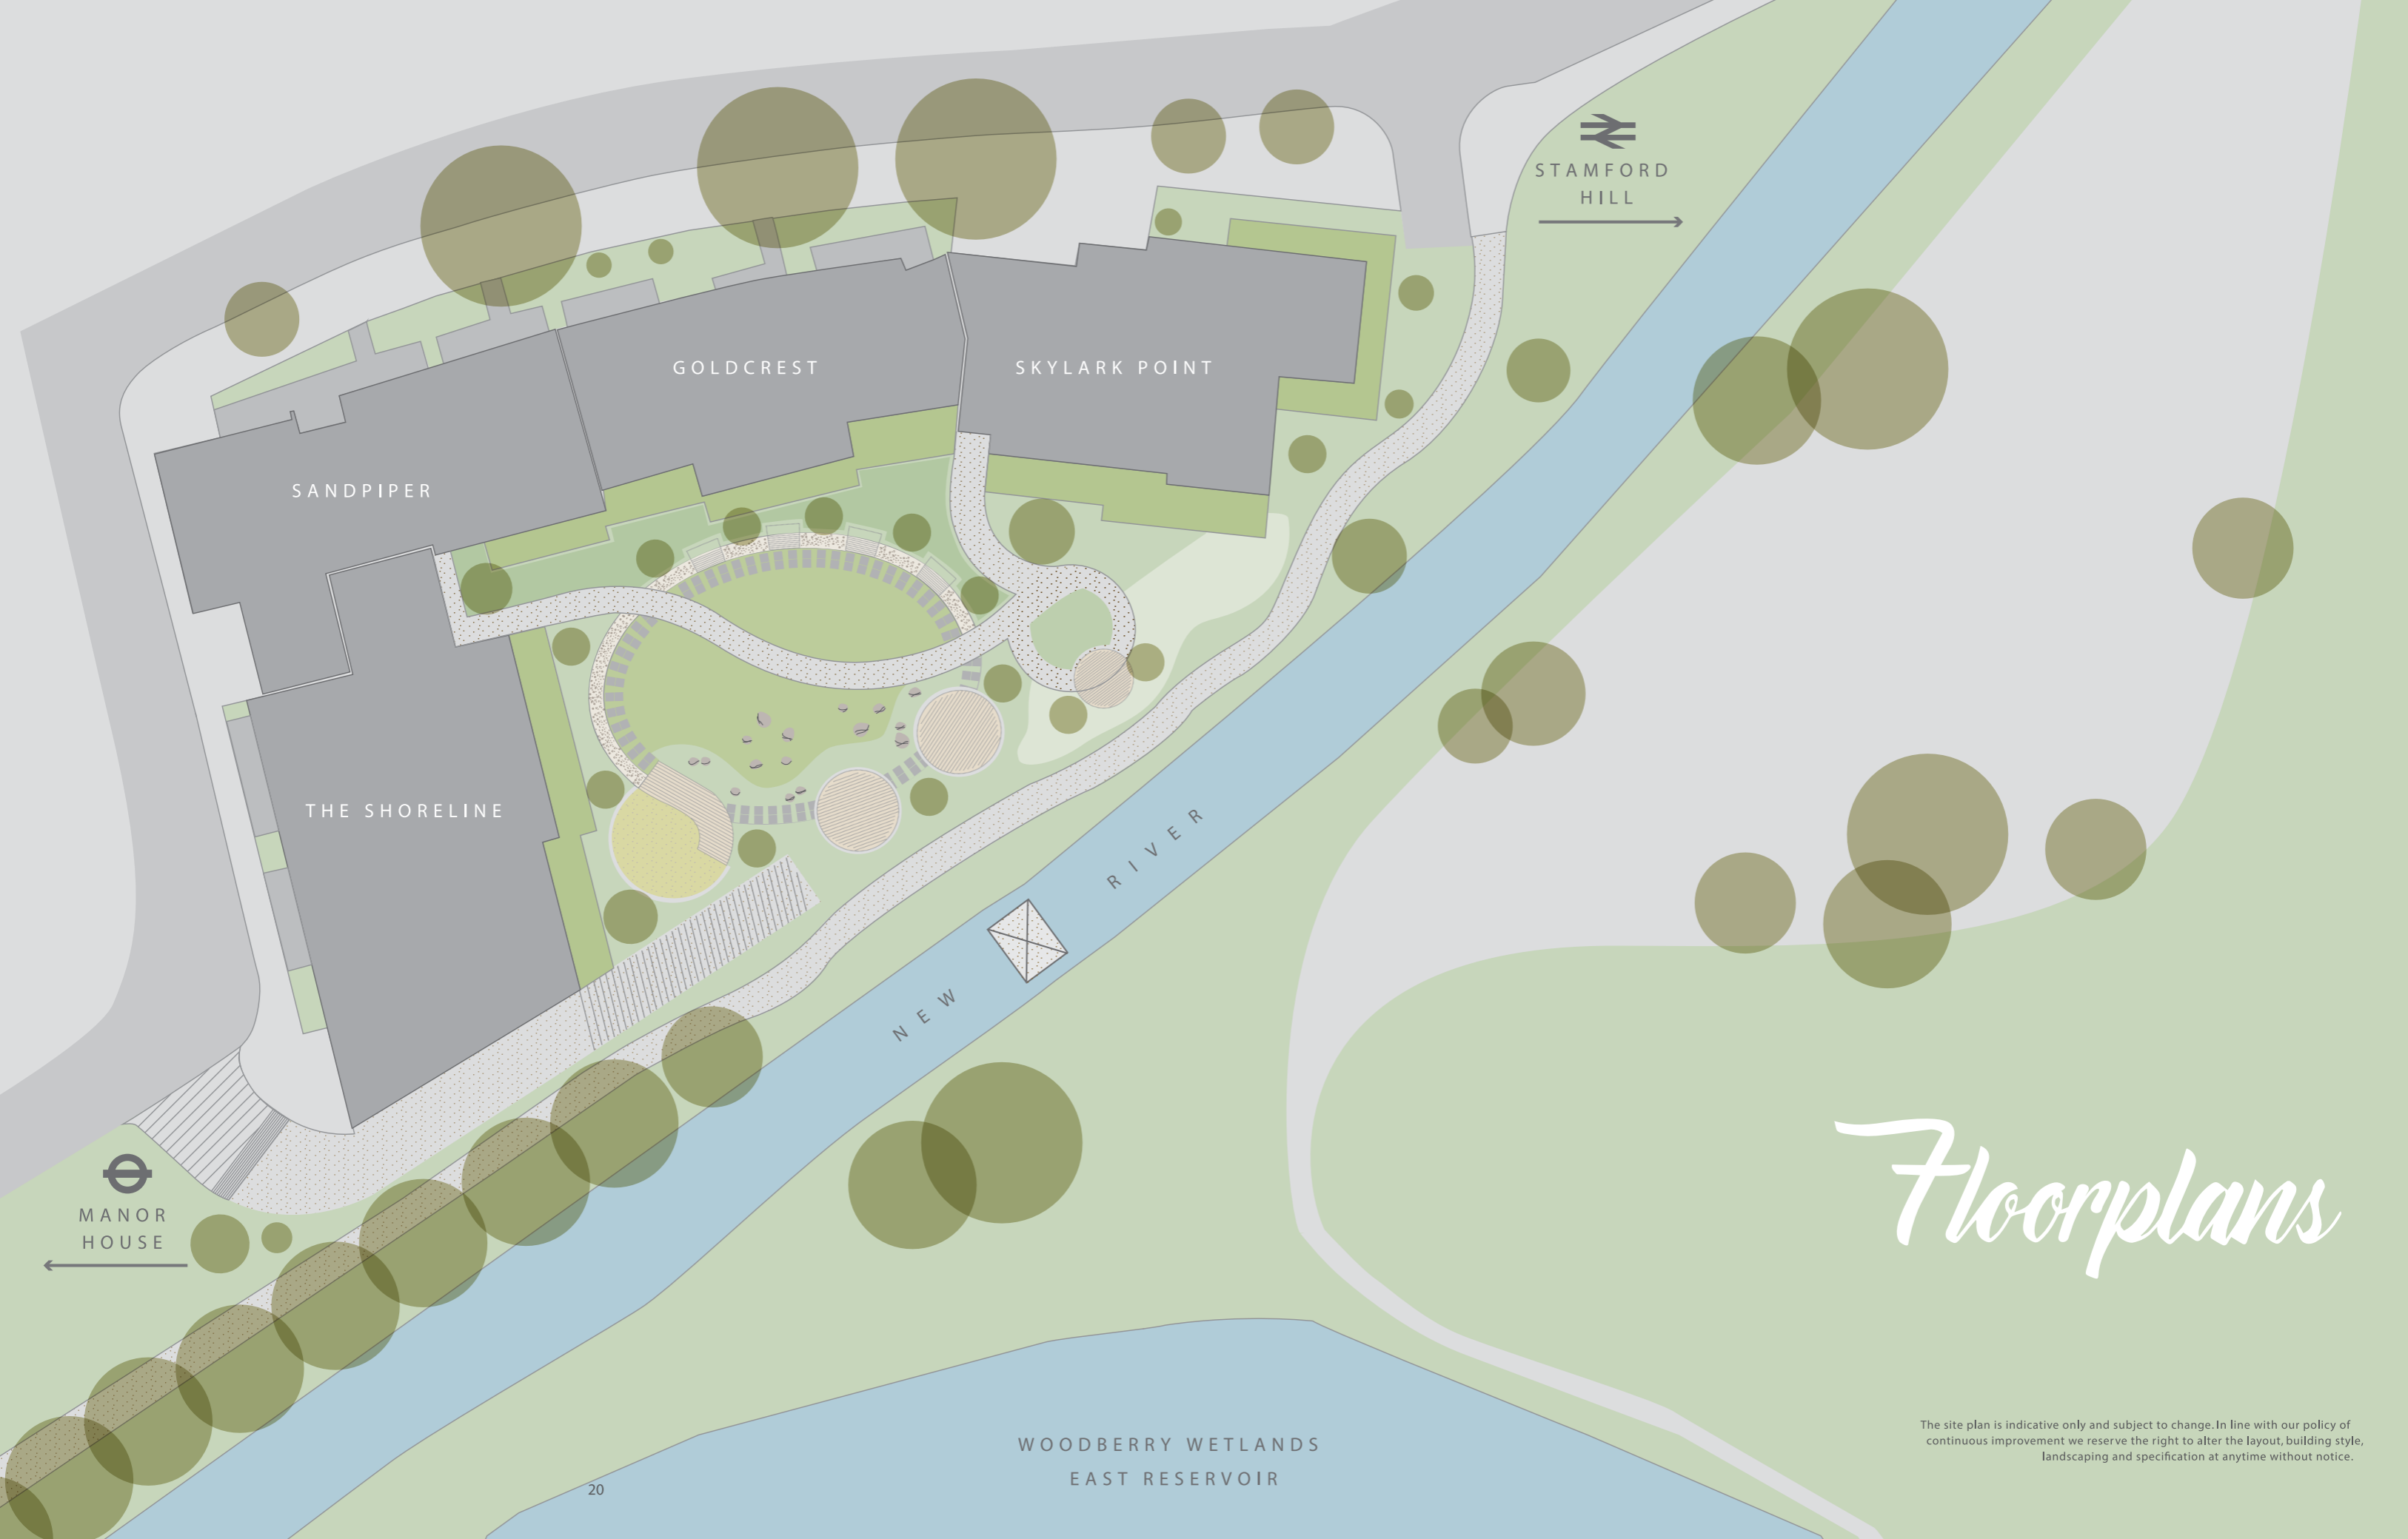 STAMFORD
HILL
GOLDCREST
SKYLARK POINT
SANDPIPER
THE SHORELINE
NEW RIVER
MANOR
HOUSE
Floorplans
WOODBERRY WETLANDS
EAST RESERVOIR
The site plan is indicative only and subject to change. In line with our policy of
continuous improvement we reserve the right to alter the layout, building style,
landscaping and specification at anytime without notice.
20